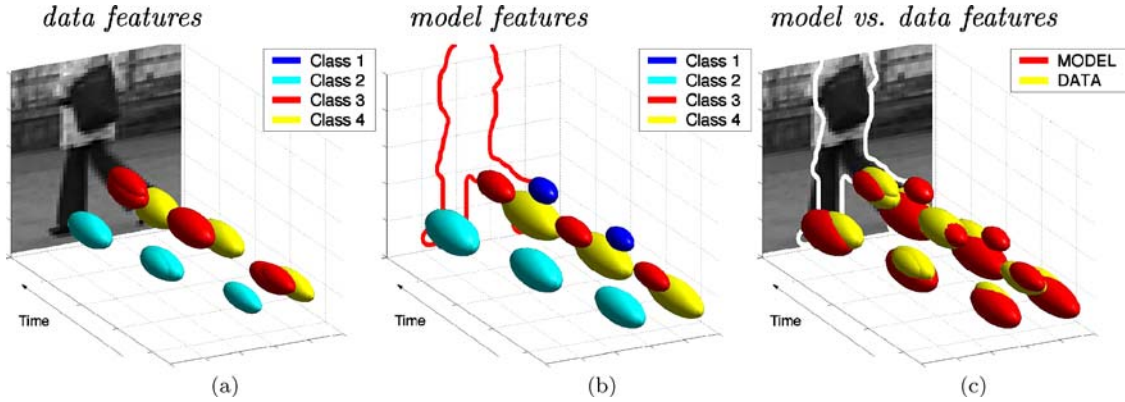 data features
model features
model vs. data features
Class 1
Class 2
Class 3
Class 4
Time
(a)
Class 1
Class 2
Class 3
Class 4
Time
(b)
MODEL
DATA
Time
(c)